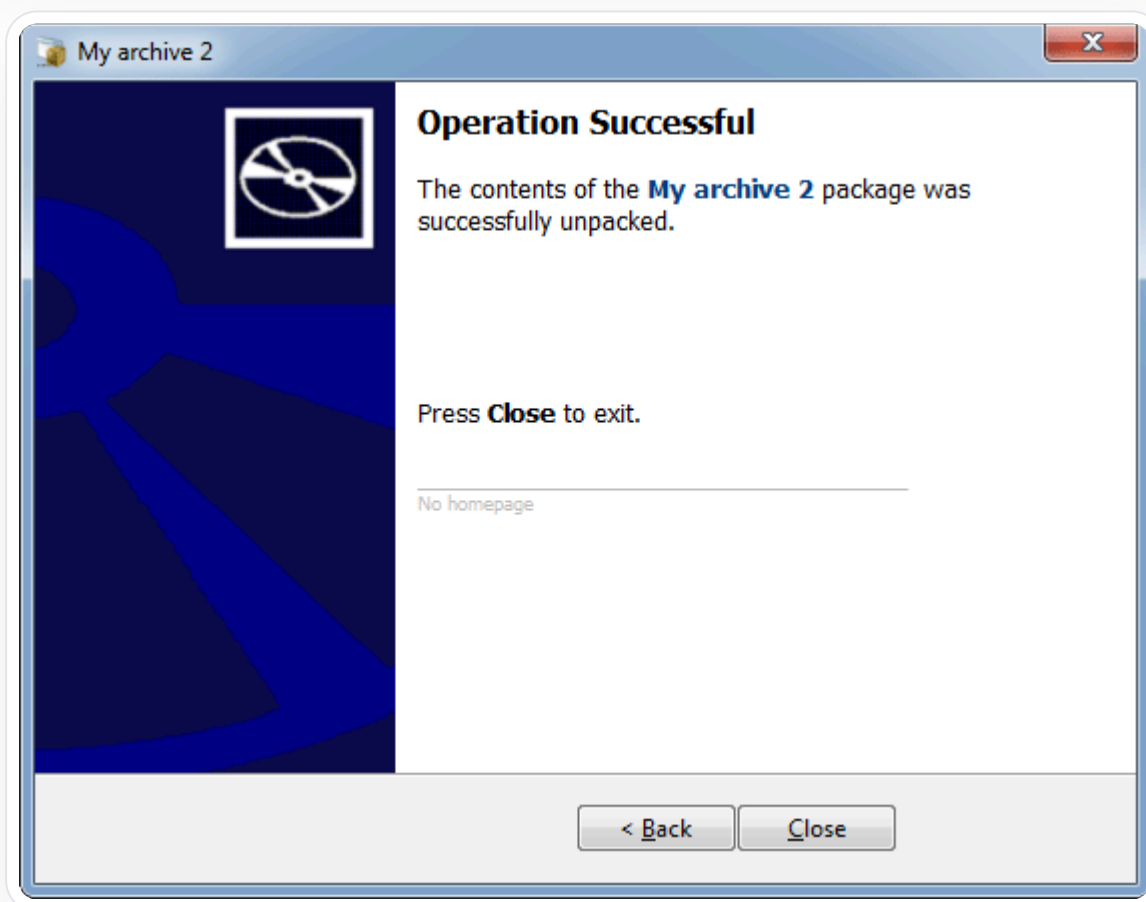 My archive 2
Operation Successful
The contents of the My archive 2 package was
successfully unpacked.
Press Close to exit.
No homepage
< Back
Close